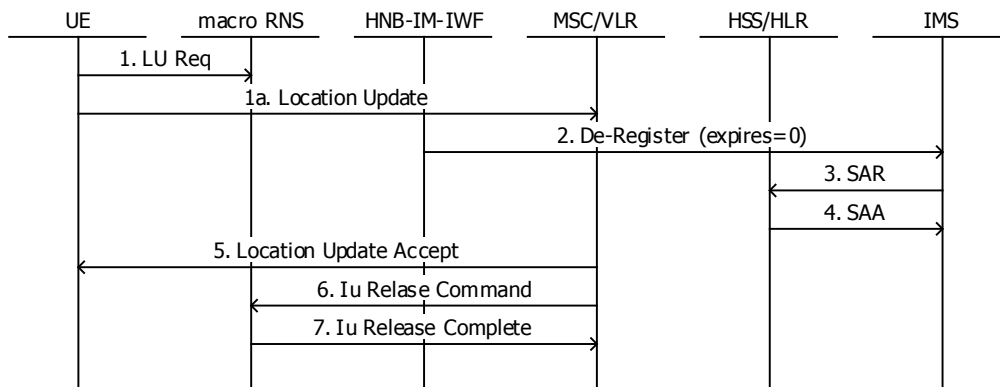 UE macro RNS HNB-IM-IWF MSC/VLR HSS/HLR IMS
1. LU Req
1a. Location Update
2. De-Register (expires=0)
3. SAR
4. SAA
5. Location Update Accept
6. Iu Relase Command
7. Iu Release Complete